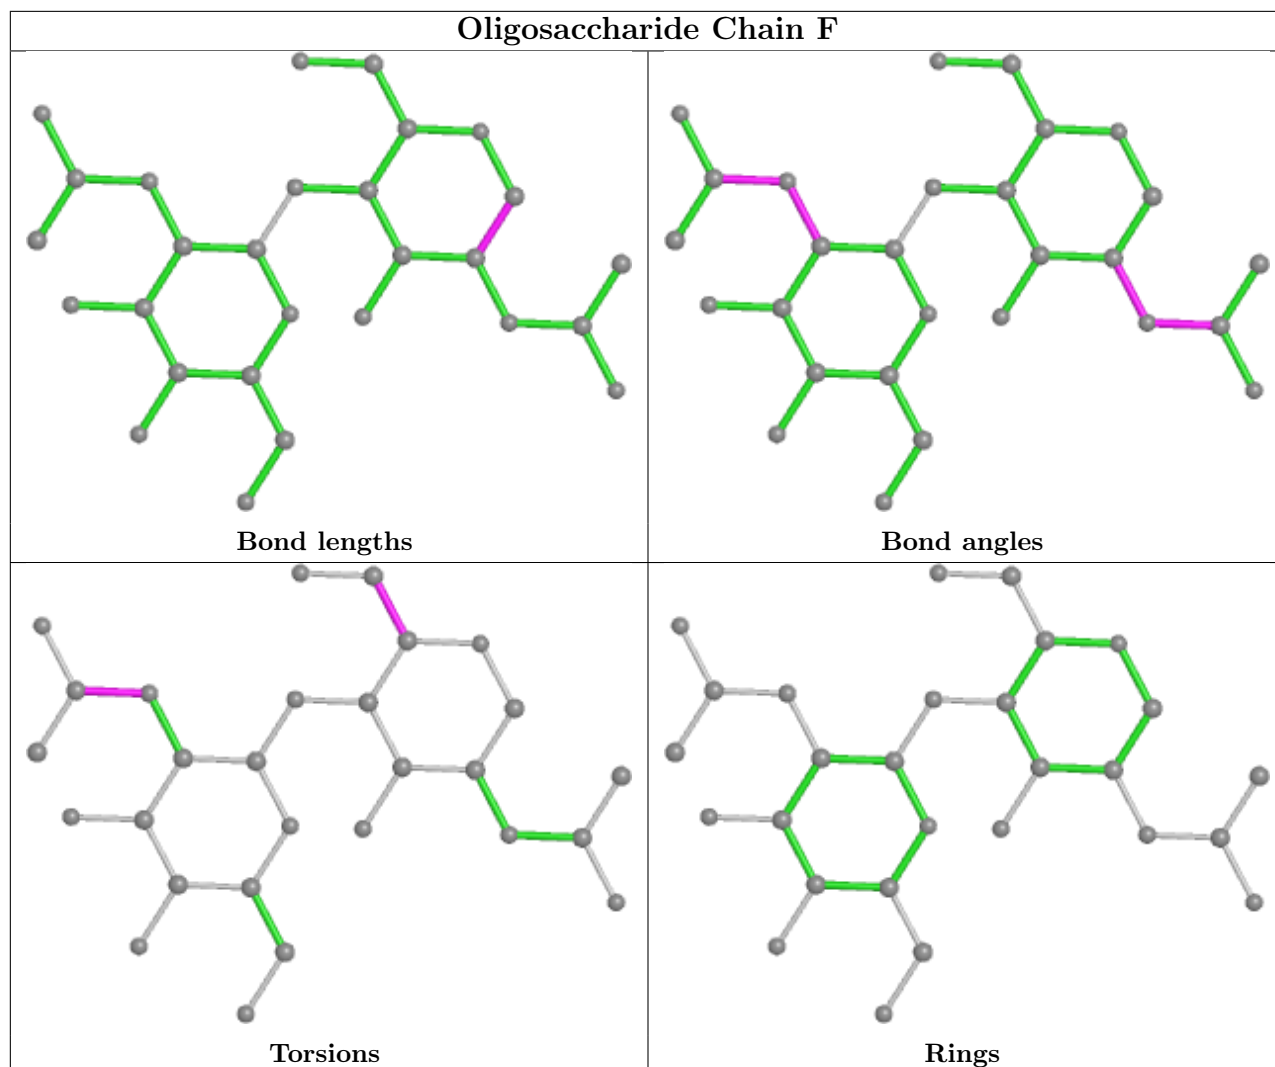 Oligosaccharide Chain F
Bond lengths
Bond angles
Torsions
Rings